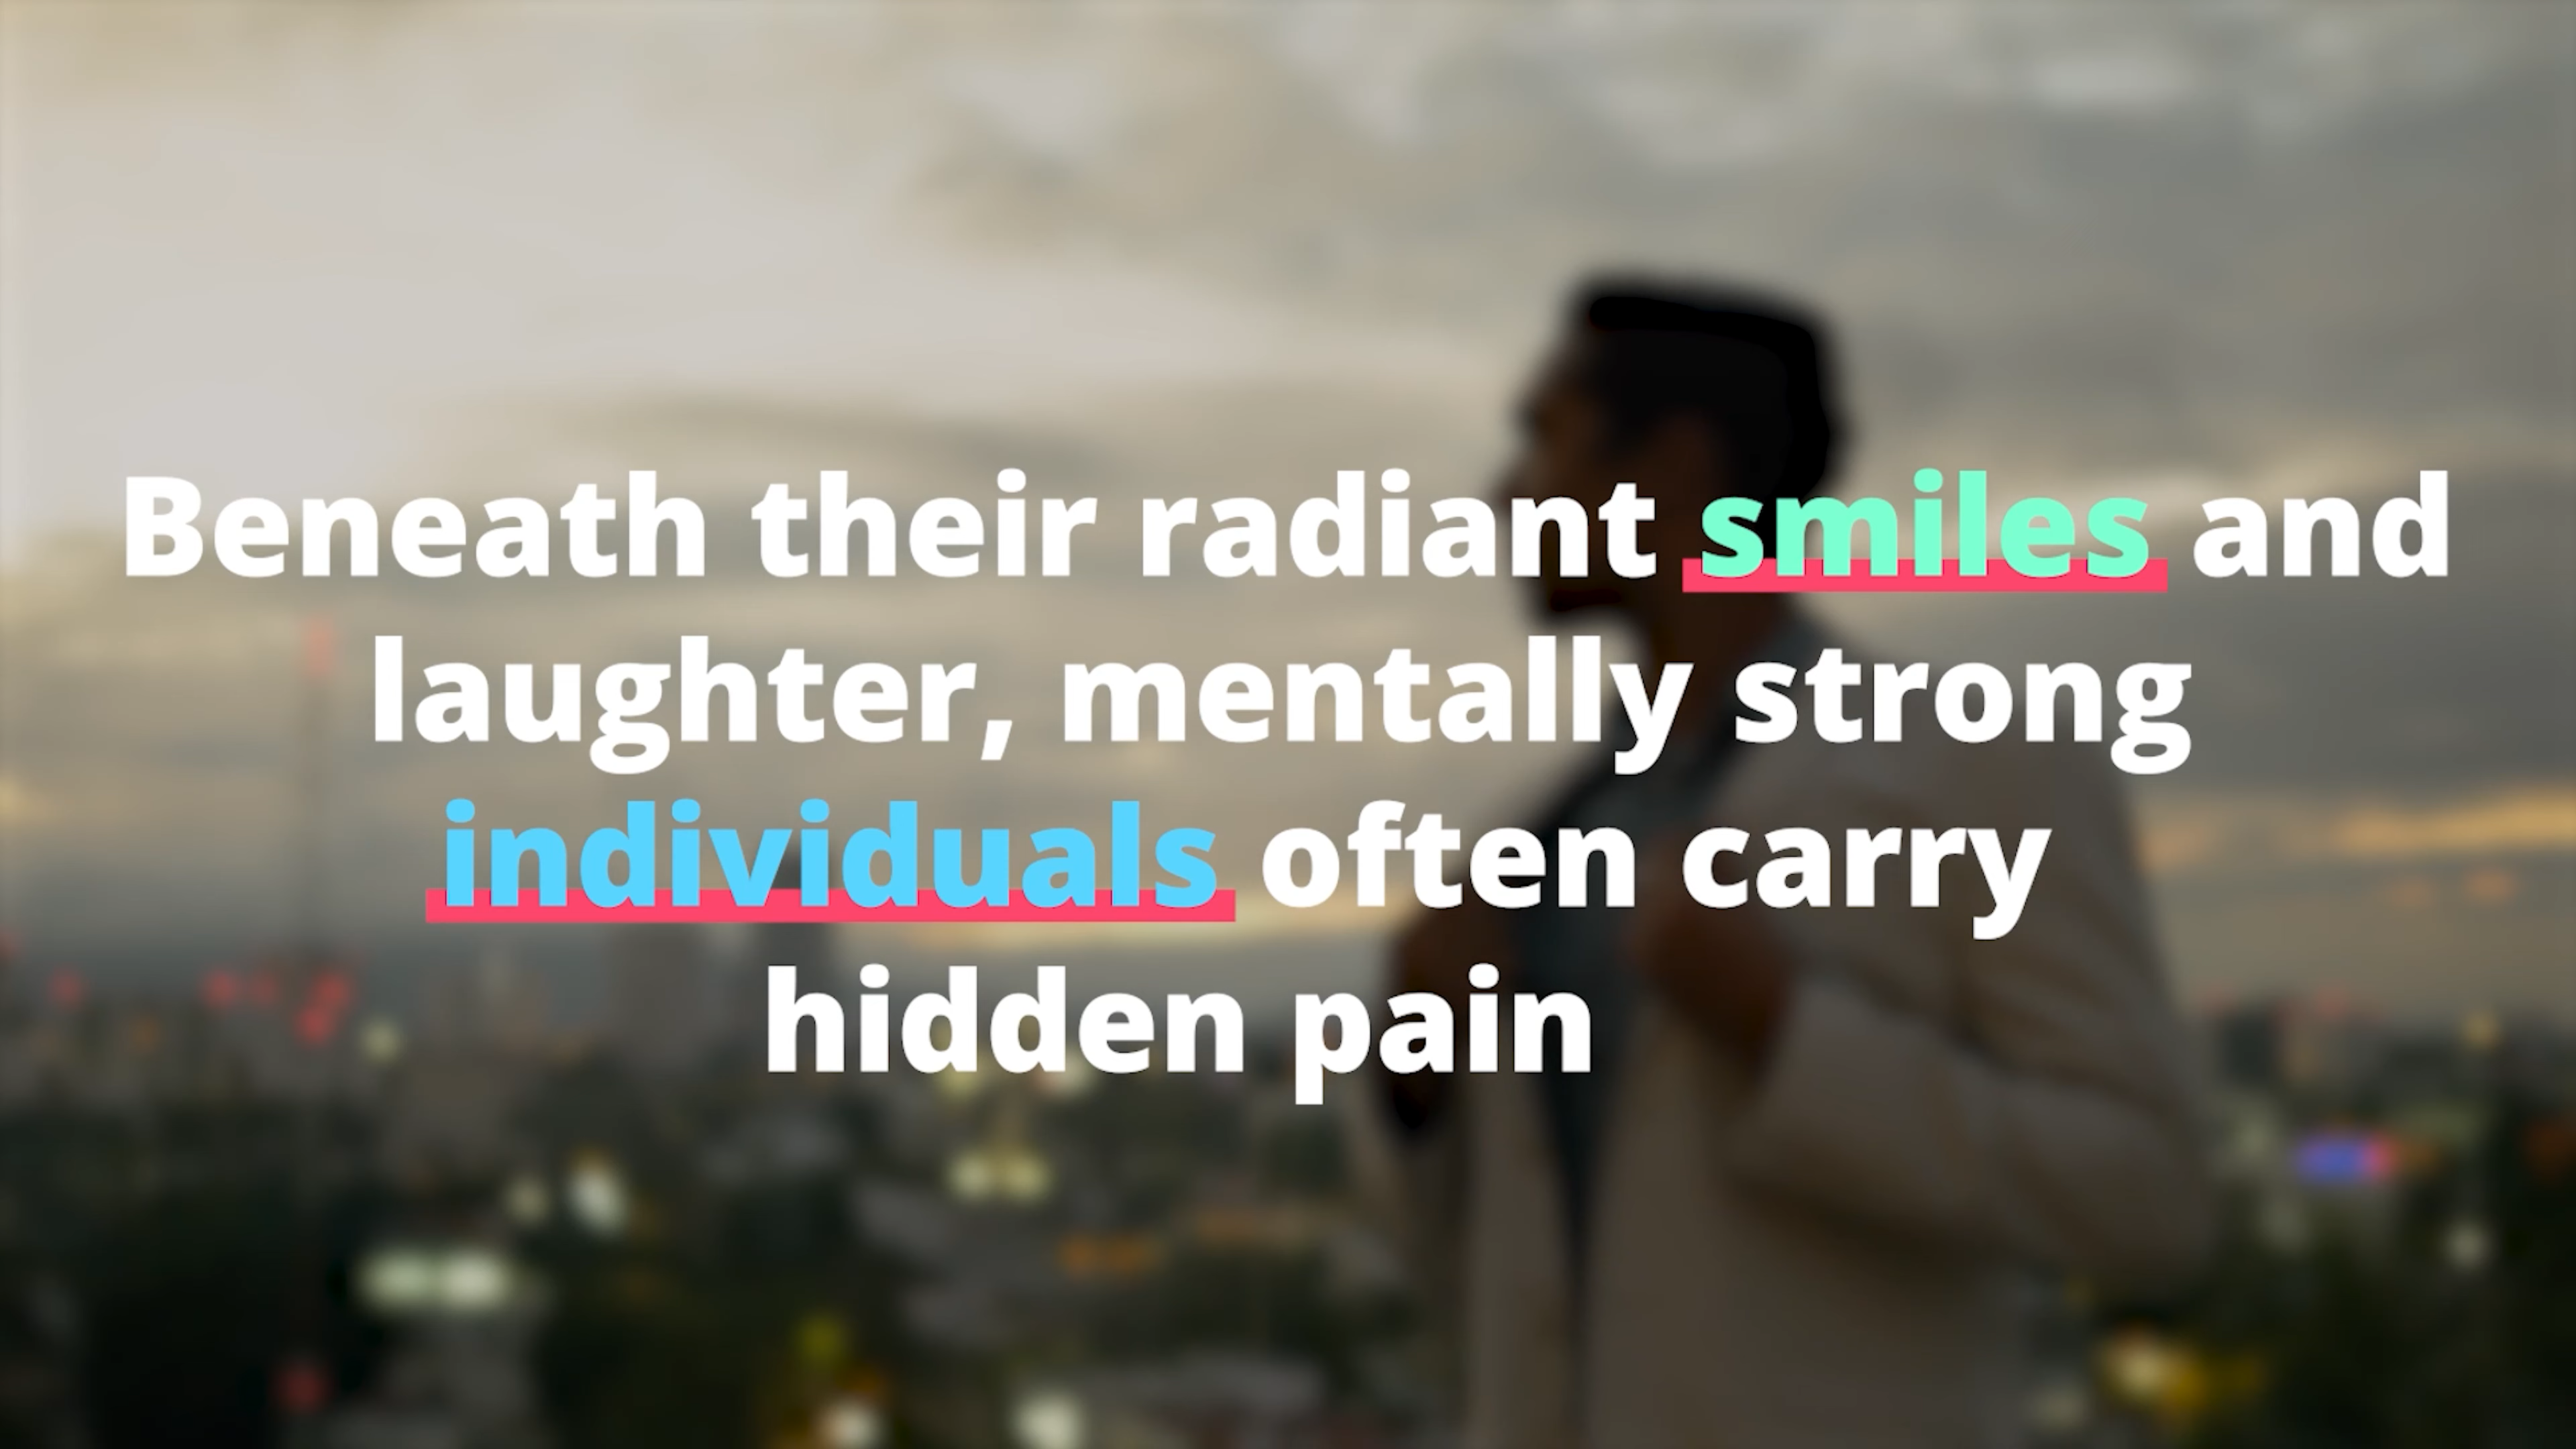 Beneath their radiant smiles and
laughter, mentally strong
individuals often carry
hidden pain